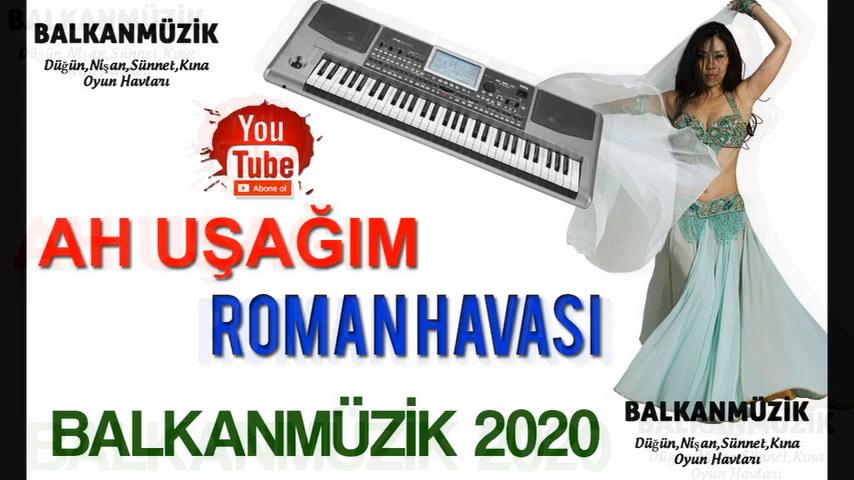 BALKANMÜZİK
Düğün,Nişan,Sünnet,Kına
Oyun Havları
You
Tube
Abone ol
AH UŞAĞIM
ROMAN HAVASI
BALKANMÜZİK 2020
BALKANMÜZİK
Düğün,Nişan,Sünnet,Kına
Oyun Havları